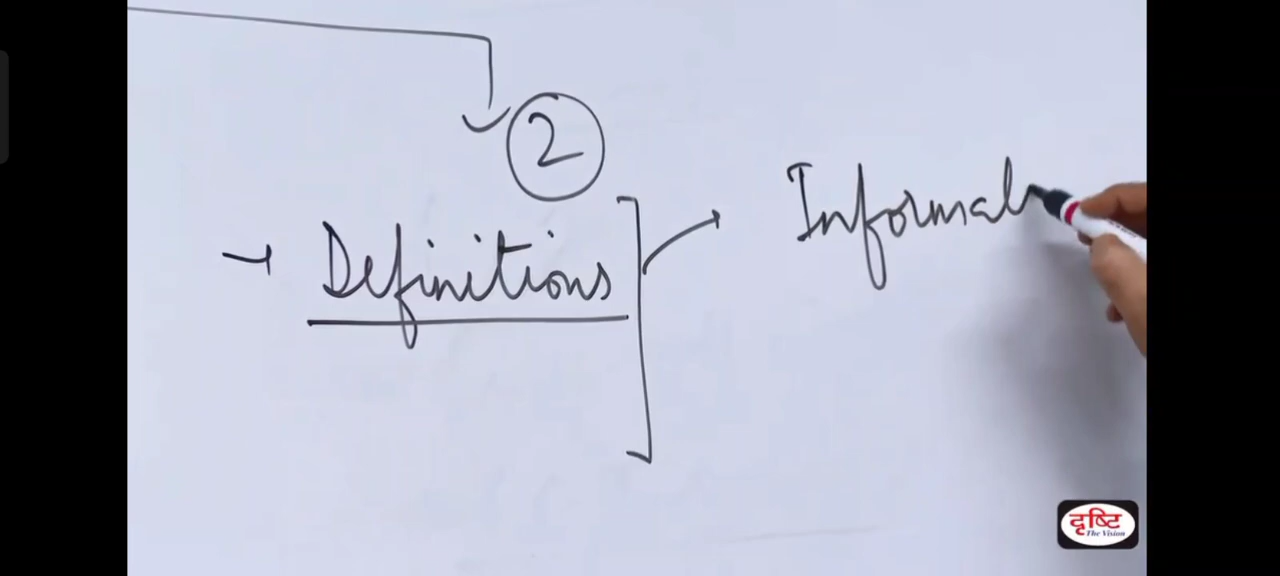 2
Definitions
Informal
दृष्टि
The Vision